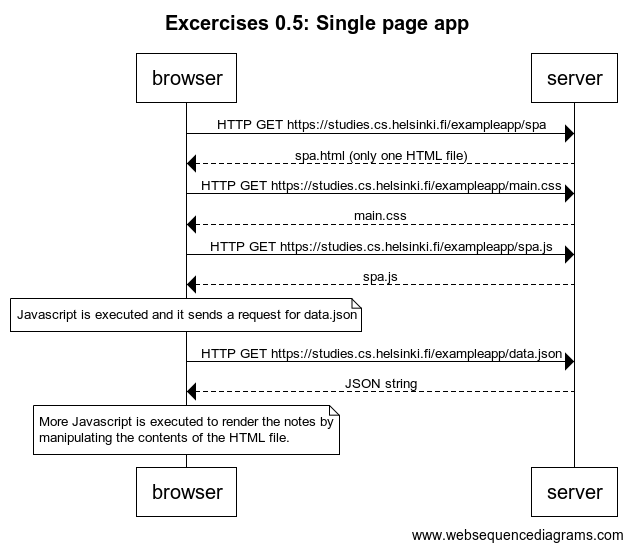 Excercises 0.5: Single page app
browser
server
HTTP GET https://studies.cs.helsinki.fi/exampleapp/spa
spa.html (only one HTML file)
HTTP GET https://studies.cs.helsinki.fi/exampleapp/main.css
main.css
HTTP GET https://studies.cs.helsinki.fi/exampleapp/spa.js
spa.js
Javascript is executed and it sends a request for data.json
HTTP GET https://studies.cs.helsinki.fi/exampleapp/data.json
JSON string
More Javascript is executed to render the notes by
manipulating the contents of the HTML file.
browser
server
www.websequencediagrams.com